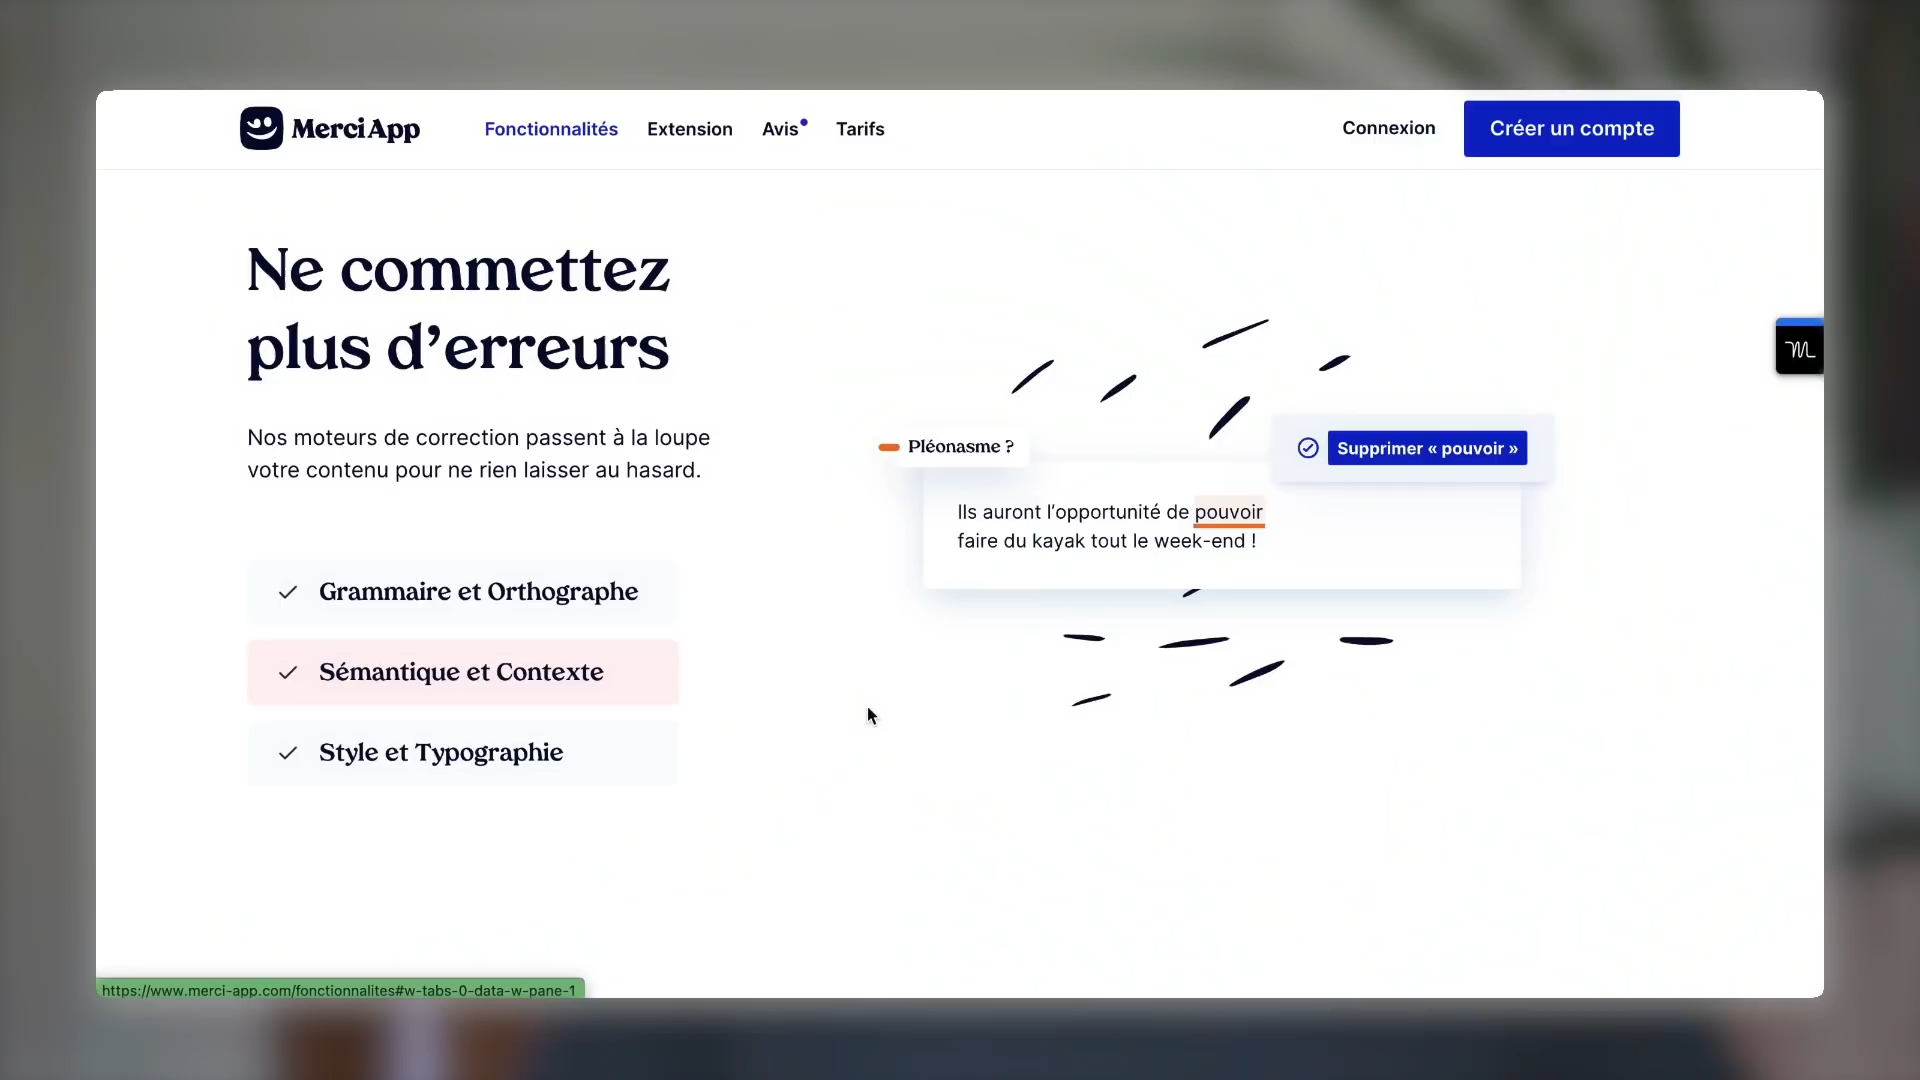 MerciApp
Fonctionnalités
Extension
Avis
Tarifs
Connexion
Créer un compte
Ne commettez
plus d’erreurs
Nos moteurs de correction passent à la loupe
votre contenu pour ne rien laisser au hasard.
Grammaire et Orthographe
Sémantique et Contexte
Style et Typographie
Pléonasme ?
Supprimer « pouvoir »
Ils auront l’opportunité de pouvoir
faire du kayak tout le week-end !
https://www.merci-app.com/fonctionnalites#w-tabs-0-data-w-pane-1